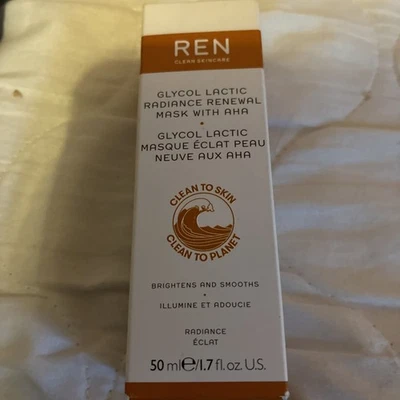 REN
CLEAN SKINCARE
GLYCOL LACTIC
RADIANCE RENEWAL
MASK WITH AHA
•
GLYCOL LACTIC
MASQUE ÉCLAT PEAU
NEUVE AUX AHA
CLEAN TO SKIN
CLEAN TO PLANET
BRIGHTENS AND SMOOTHS
•
ILLUMINE ET ADOUCIE
RADIANCE
ÉCLAT
50 ml℮/1.7 fl. oz. U.S.